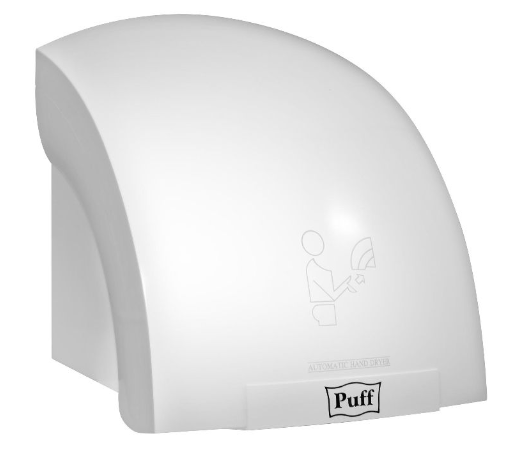 AUTOMATIC HAND DRYER
Puff